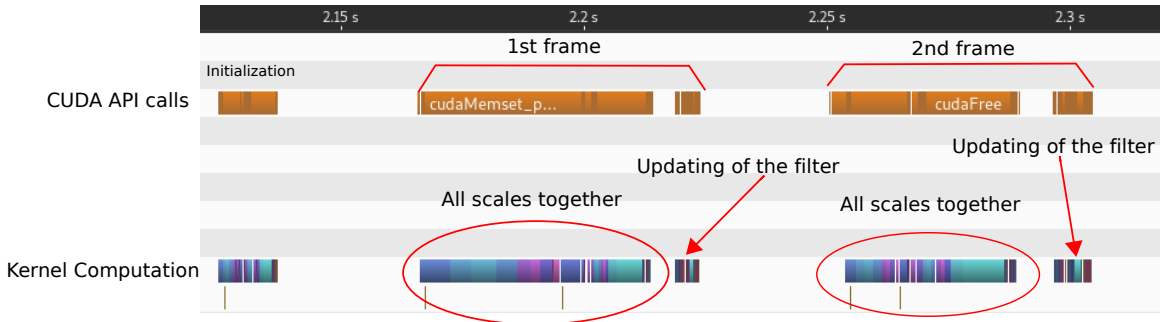 2.15 s 2.2 s 2.25 s 2.3 s
1st frame 2nd frame
Initialization
CUDA API calls cudaMemset_p... cudaFree
Updating of the filter
Updating of the filter
All scales together
All scales together
Kernel Computation